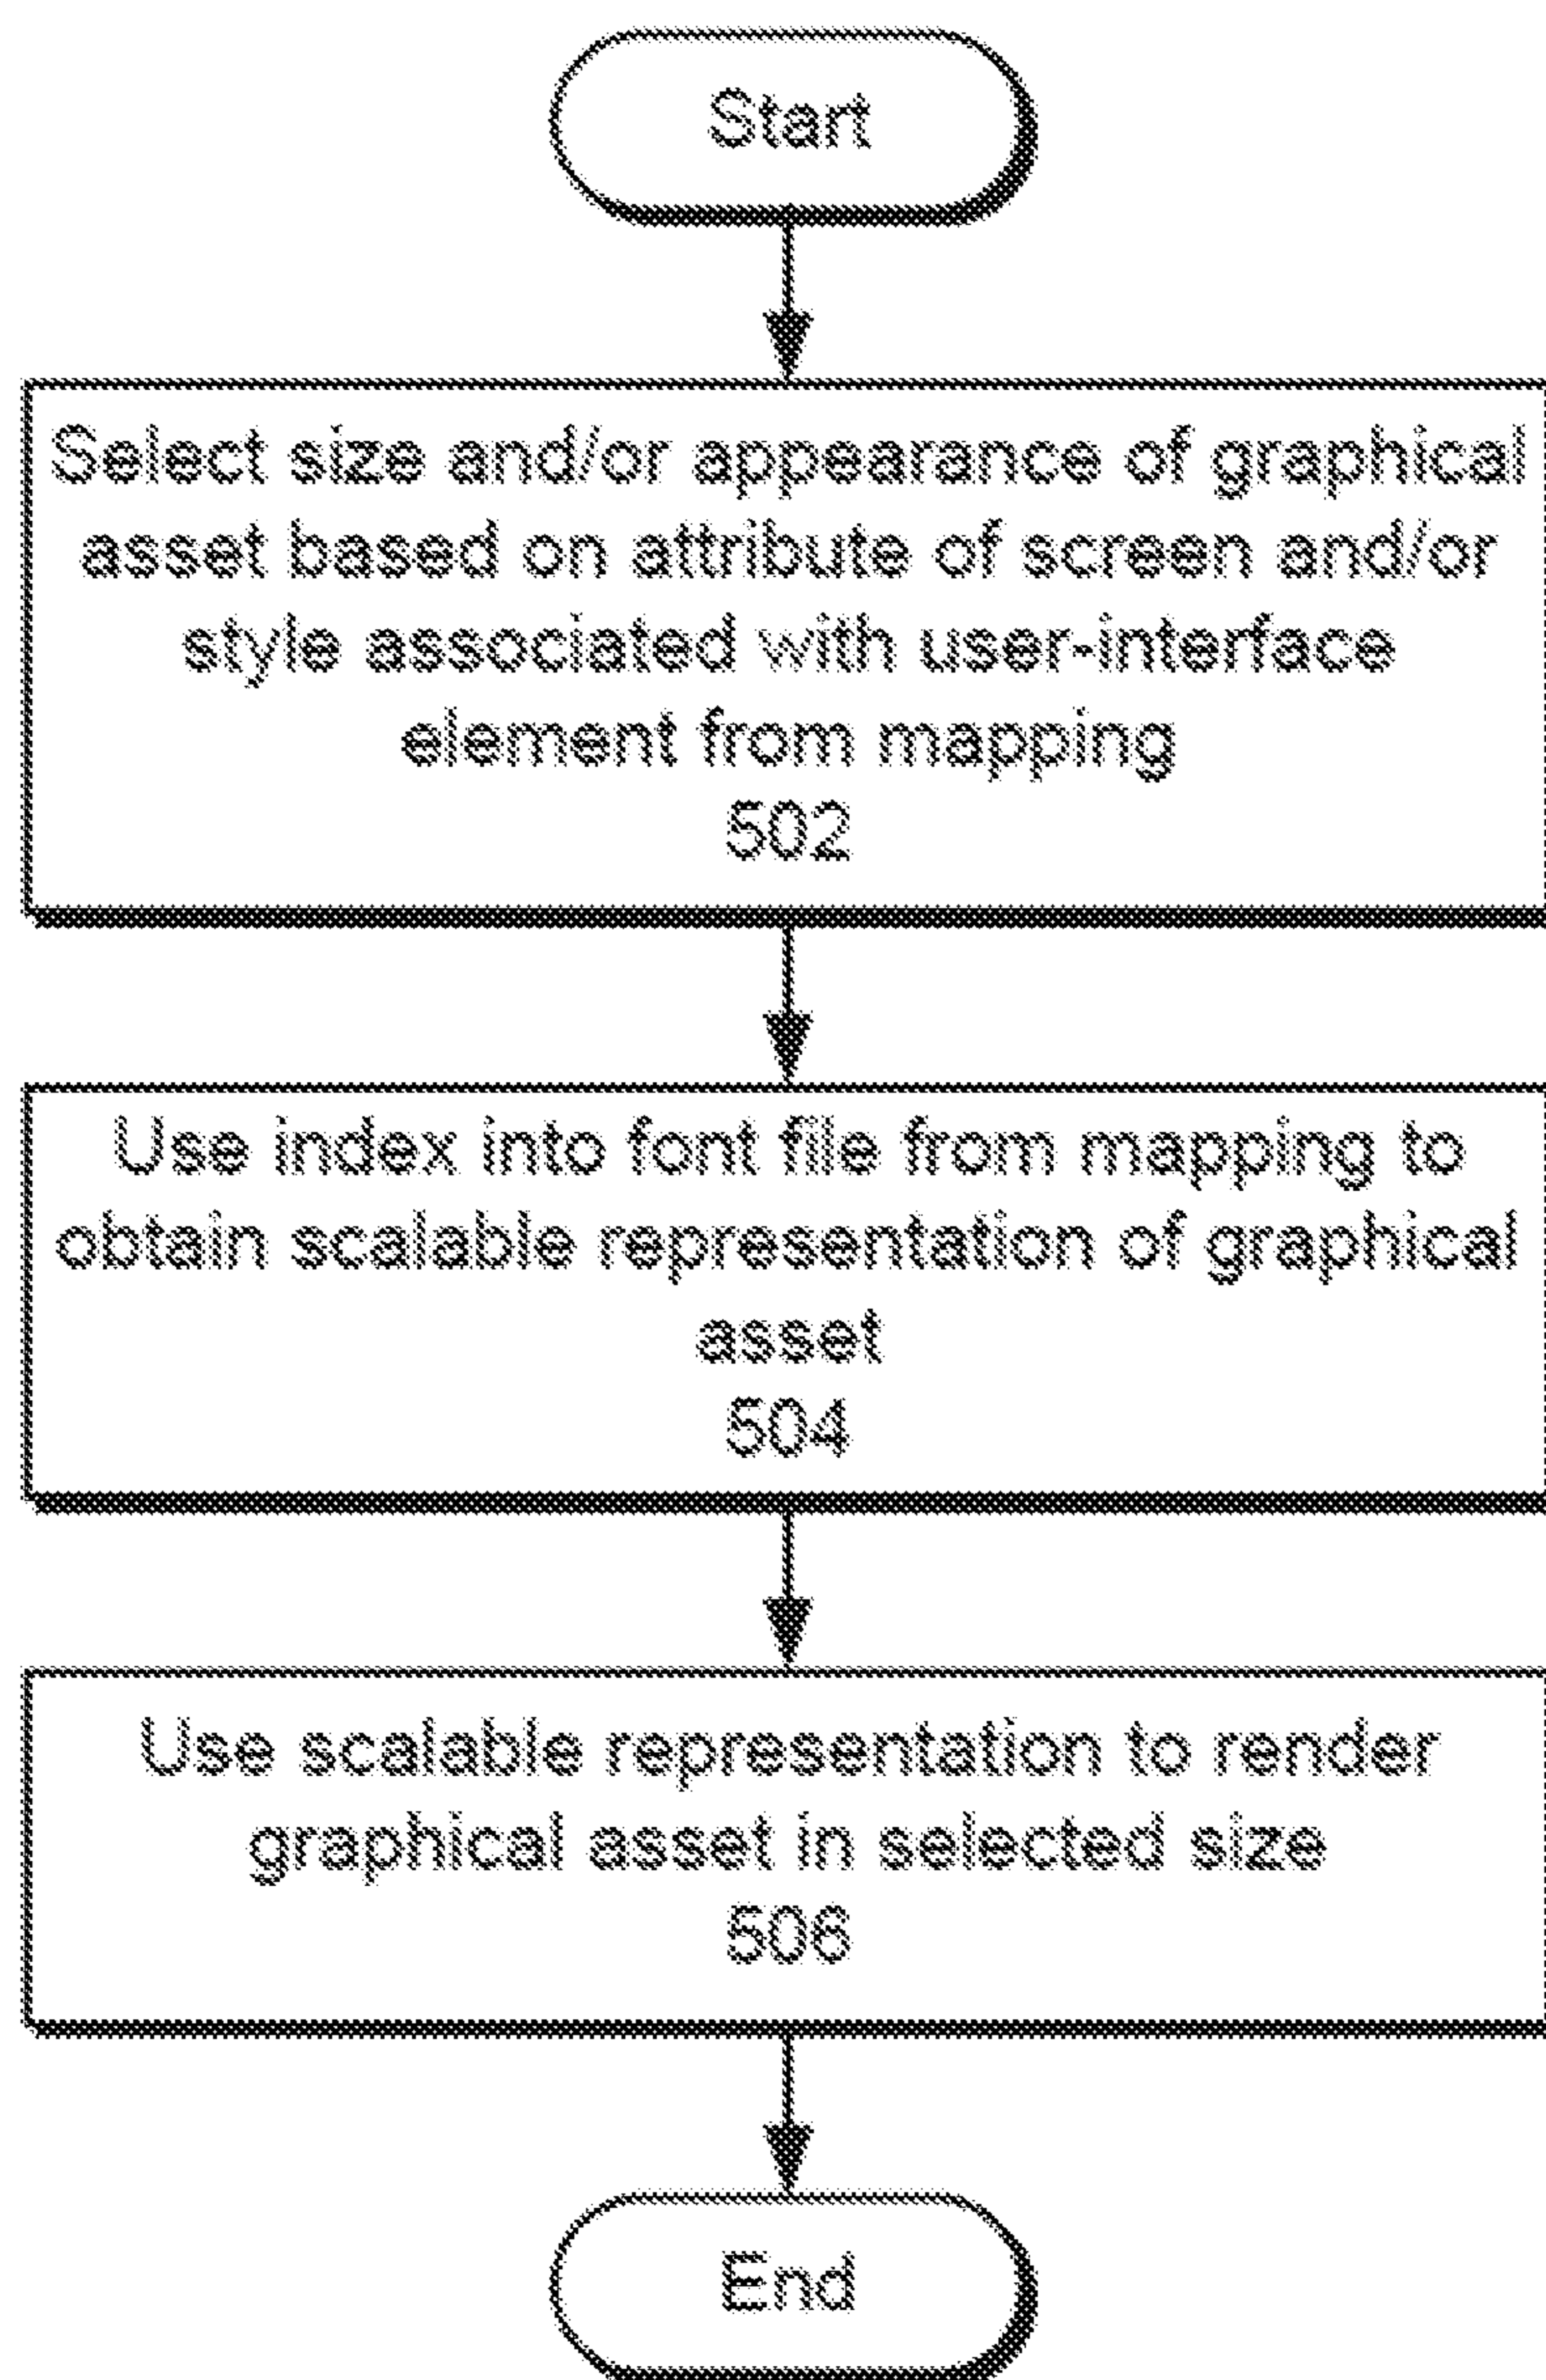 Start
Select size and/or appearance of graphical
asset based on attribute of screen and/or
style associated with user-interface
element from mapping
502
Use index into font file from mapping to
obtain scalable representation of graphical
asset
504
Use scalable representation to render
graphical asset in selected size
506
End